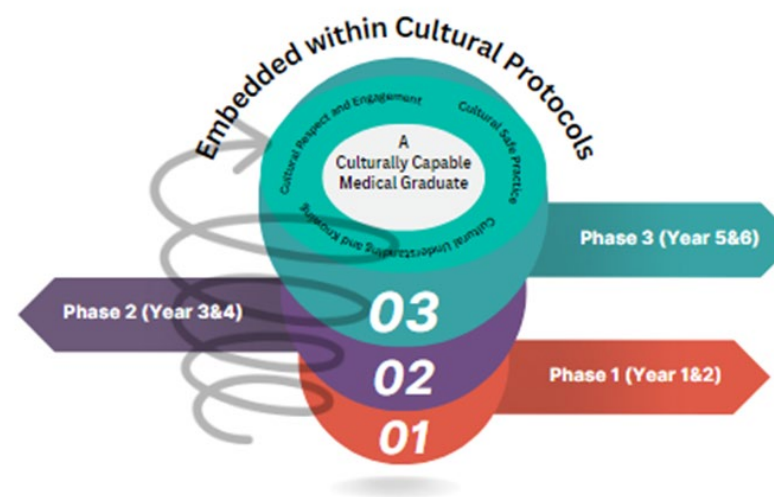 Embedded within Cultural Protocols
Cultural Respect and Engagement
Cultural Safe Practice
Cultural Understanding and Knowing
A
Culturally Capable
Medical Graduate
Phase 3 (Year 5&6)
03
Phase 2 (Year 3&4)
02
Phase 1 (Year 1&2)
01